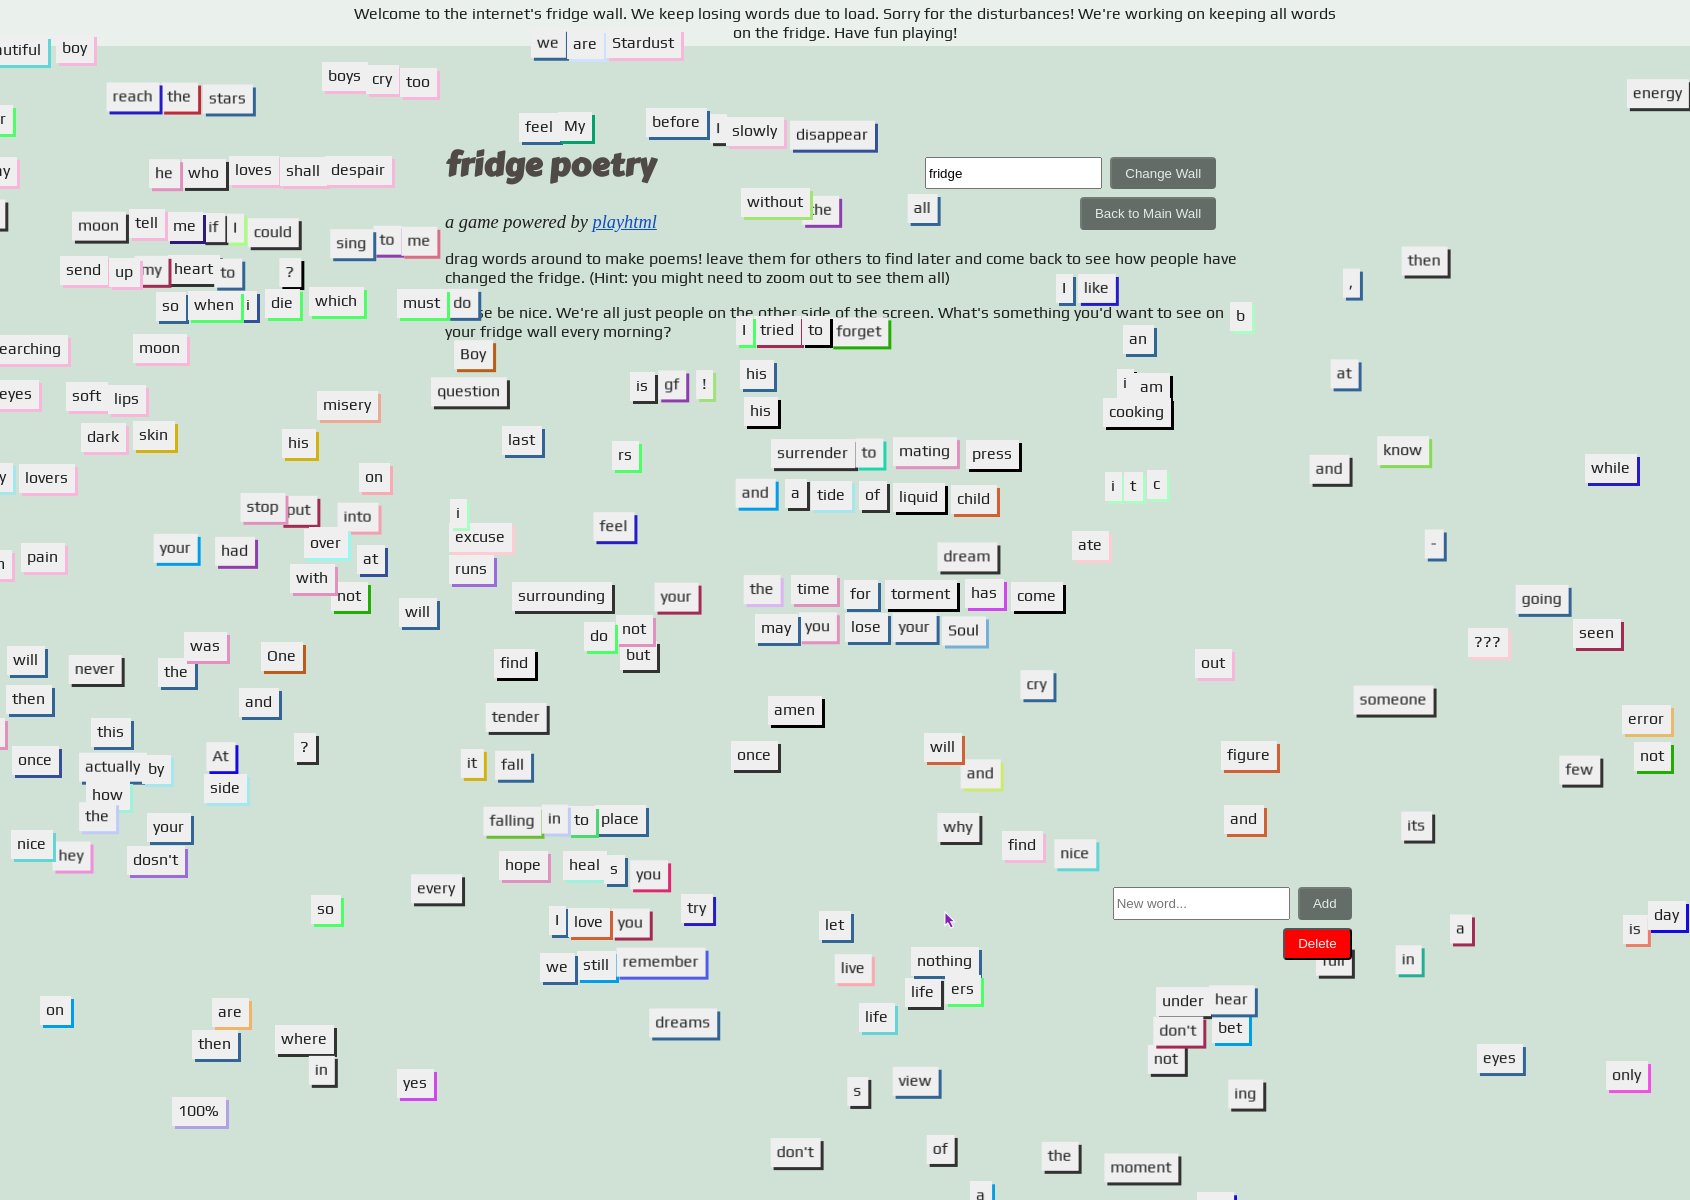 Welcome to the internet's fridge wall. We keep losing words due to load. Sorry for the disturbances! We're working on keeping all words
on the fridge. Have fun playing!
boy
we are Stardust
boys cry too
reach the stars
energy
feel My
before I slowly disappear
fridge poetry
he who loves shall despair
fridge
Change Wall
without the
all
Back to Main Wall
a game powered by playhtml
moon tell me if I could
sing to me
drag words around to make poems! leave them for others to find later and come back to see how people have
changed the fridge. (Hint: you might need to zoom out to see them all)
then
send up my heart to ?
I like
,
so when i die which
must do
be nice. We're all just people on the other side of the screen. What's something you'd want to see on
your fridge wall every morning?
b
I tried to forget
an
moon
Boy
question
is gf !
his
his
i am
cooking
at
eyes
soft lips
misery
dark skin
his
last
rs
surrender to mating press
know
and
while
lovers
on
stop put into
i
and a tide of liquid child
i t c
excuse
feel
your had over at
runs
dream
ate
-
pain
with
not
will
surrounding
your
the time for torment has come
going
do not
but
may you lose your Soul
???
seen
will never the was One
find
out
then
and
cry
someone
this
tender
amen
error
once
At
?
it fall
once
will
and
figure
few
not
actually by
how
side
the
your
falling in to place
why
and
its
nice hey
dosn't
hope heal s you
find nice
every
so
try
New word...
Add
I love you
let
a
is day
Delete
we still remember
live
nothing
in
life ers
on
are
dreams
life
under hear
then where
don't bet
in
not
eyes
yes
s view
ing
only
100%
don't
of
the moment
a